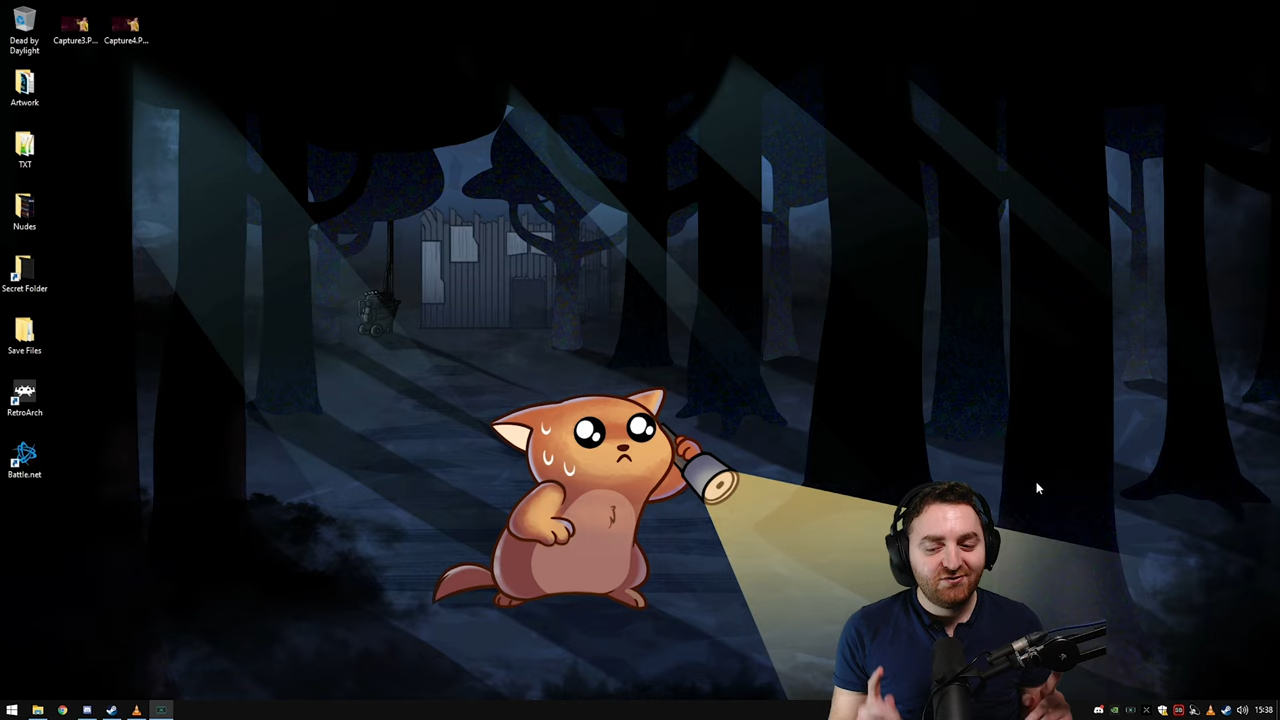 Dead by
Daylight
Capture3.P...
Capture4.P...
Artwork
TXT
Nudes
Secret Folder
Save Files
RetroArch
Battle.net
15:38